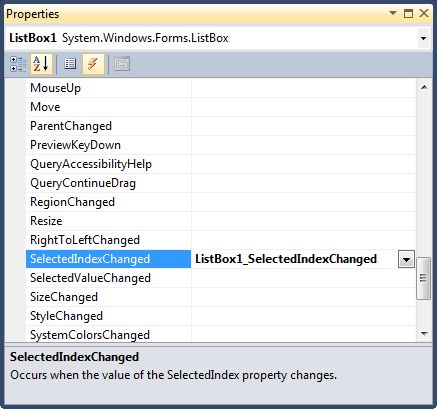 Properties
ListBox1 System.Windows.Forms.ListBox
MouseUp
Move
ParentChanged
PreviewKeyDown
QueryAccessibilityHelp
QueryContinueDrag
RegionChanged
Resize
RightToLeftChanged
SelectedIndexChanged ListBox1_SelectedIndexChanged
SelectedValueChanged
SizeChanged
StyleChanged
SystemColorsChanged
SelectedIndexChanged
Occurs when the value of the SelectedIndex property changes.